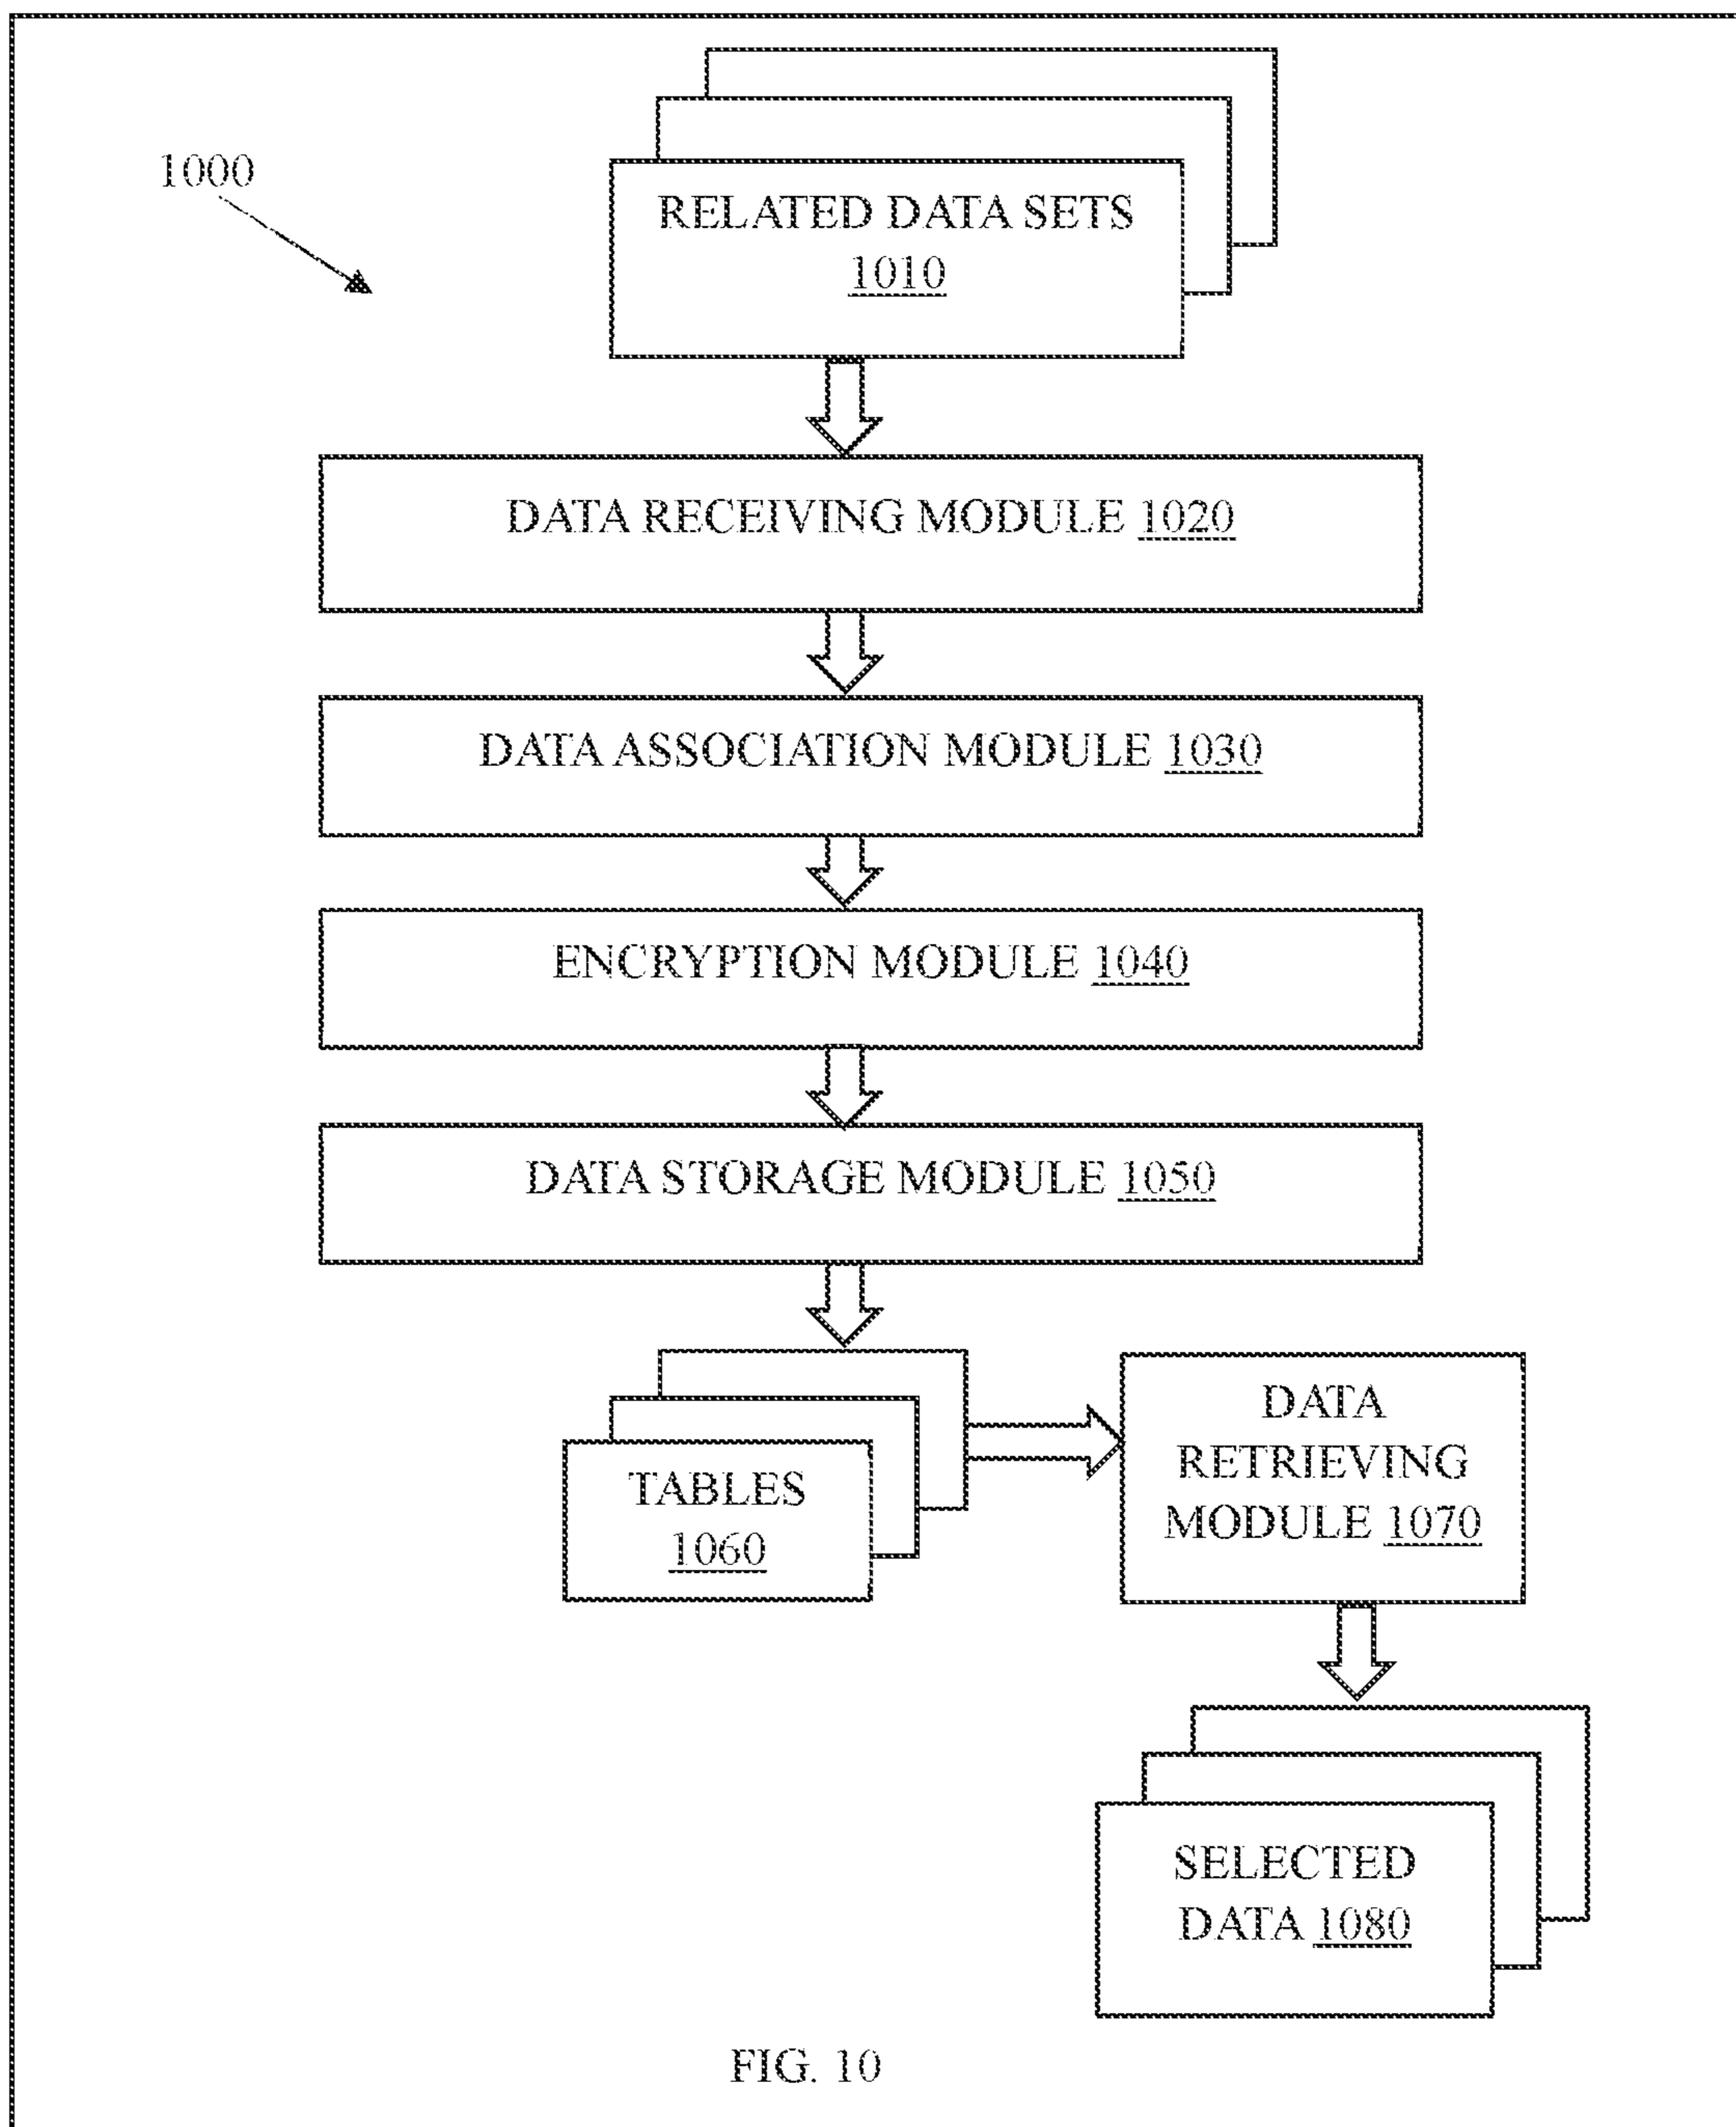 1000
RELATED DATA SETS
1010
DATA RECEIVING MODULE 1020
DATA ASSOCIATION MODULE 1030
ENCRYPTION MODULE 1040
DATA STORAGE MODULE 1050
TABLES
1060
DATA
RETRIEVING
MODULE 1070
SELECTED
DATA 1080
FIG. 10